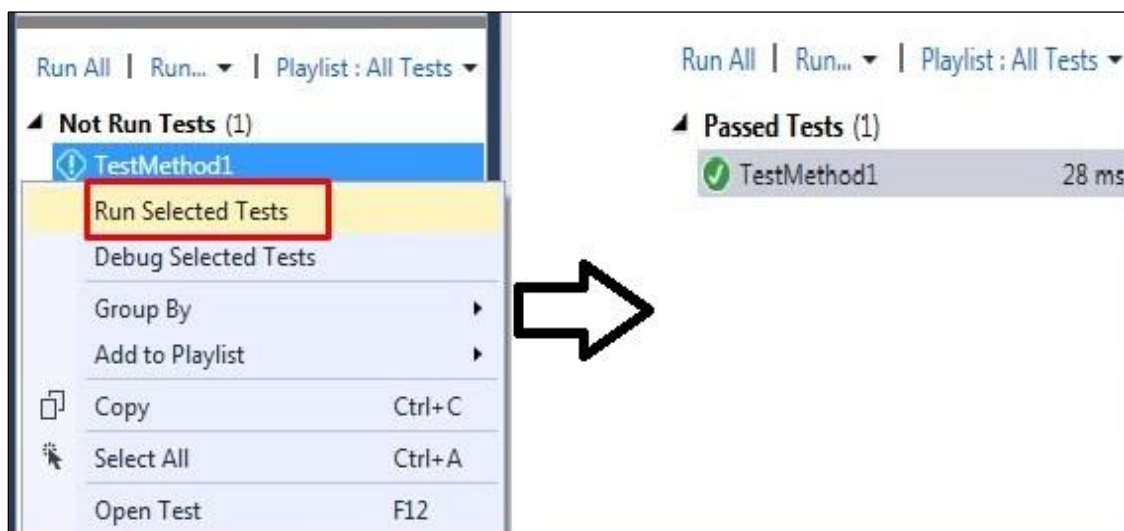 Run All | Run... | Playlist : All Tests
Not Run Tests (1)
TestMethod1
Run Selected Tests
Debug Selected Tests
Group By
Add to Playlist
Copy Ctrl+C
Select All Ctrl+A
Open Test F12
Run All | Run... | Playlist : All Tests
Passed Tests (1)
TestMethod1 28 ms